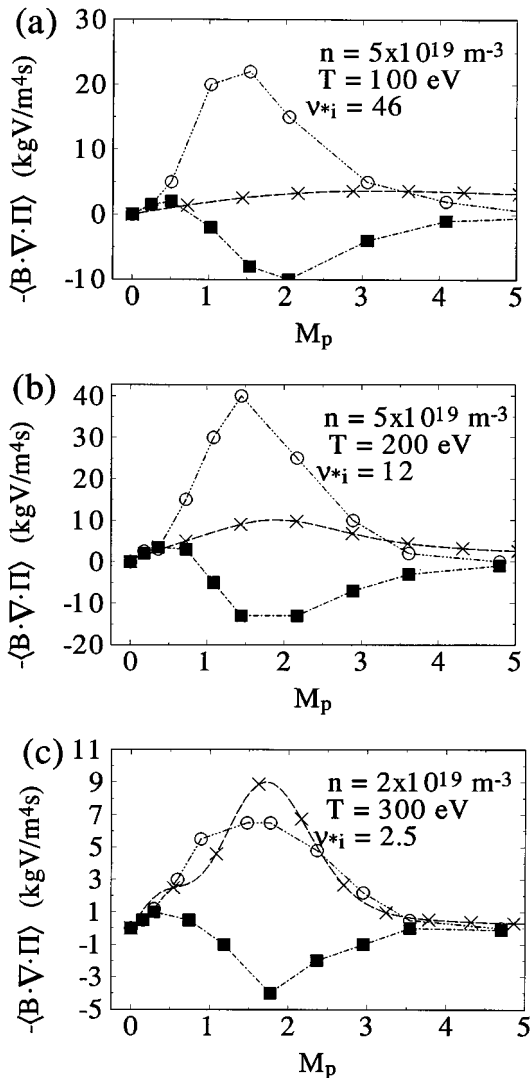 (a)
30
20
10
0
-10
-⟨B·∇·Π⟩ (kgV/m⁴s)
n = 5x10¹⁹ m⁻³
T = 100 eV
ν*i = 46
0 1 2 3 4 5
Mp
(b)
40
30
20
10
0
-10
-20
-⟨B·∇·Π⟩ (kgV/m⁴s)
n = 5x10¹⁹ m⁻³
T = 200 eV
ν*i = 12
0 1 2 3 4 5
Mp
(c)
11
9
7
5
3
1
-1
-3
-5
-⟨B·∇·Π⟩ (kgV/m⁴s)
n = 2x10¹⁹ m⁻³
T = 300 eV
ν*i = 2.5
0 1 2 3 4 5
Mp